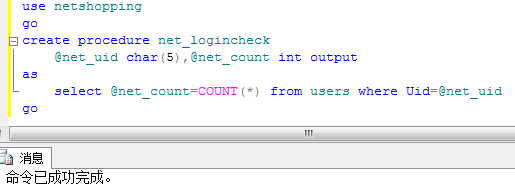 use netshopping
go
create procedure net_logincheck
@net_uid char(5),@net_count int output
as
select @net_count=COUNT(*) from users where Uid=@net_uid
go
消息
命令已成功完成。